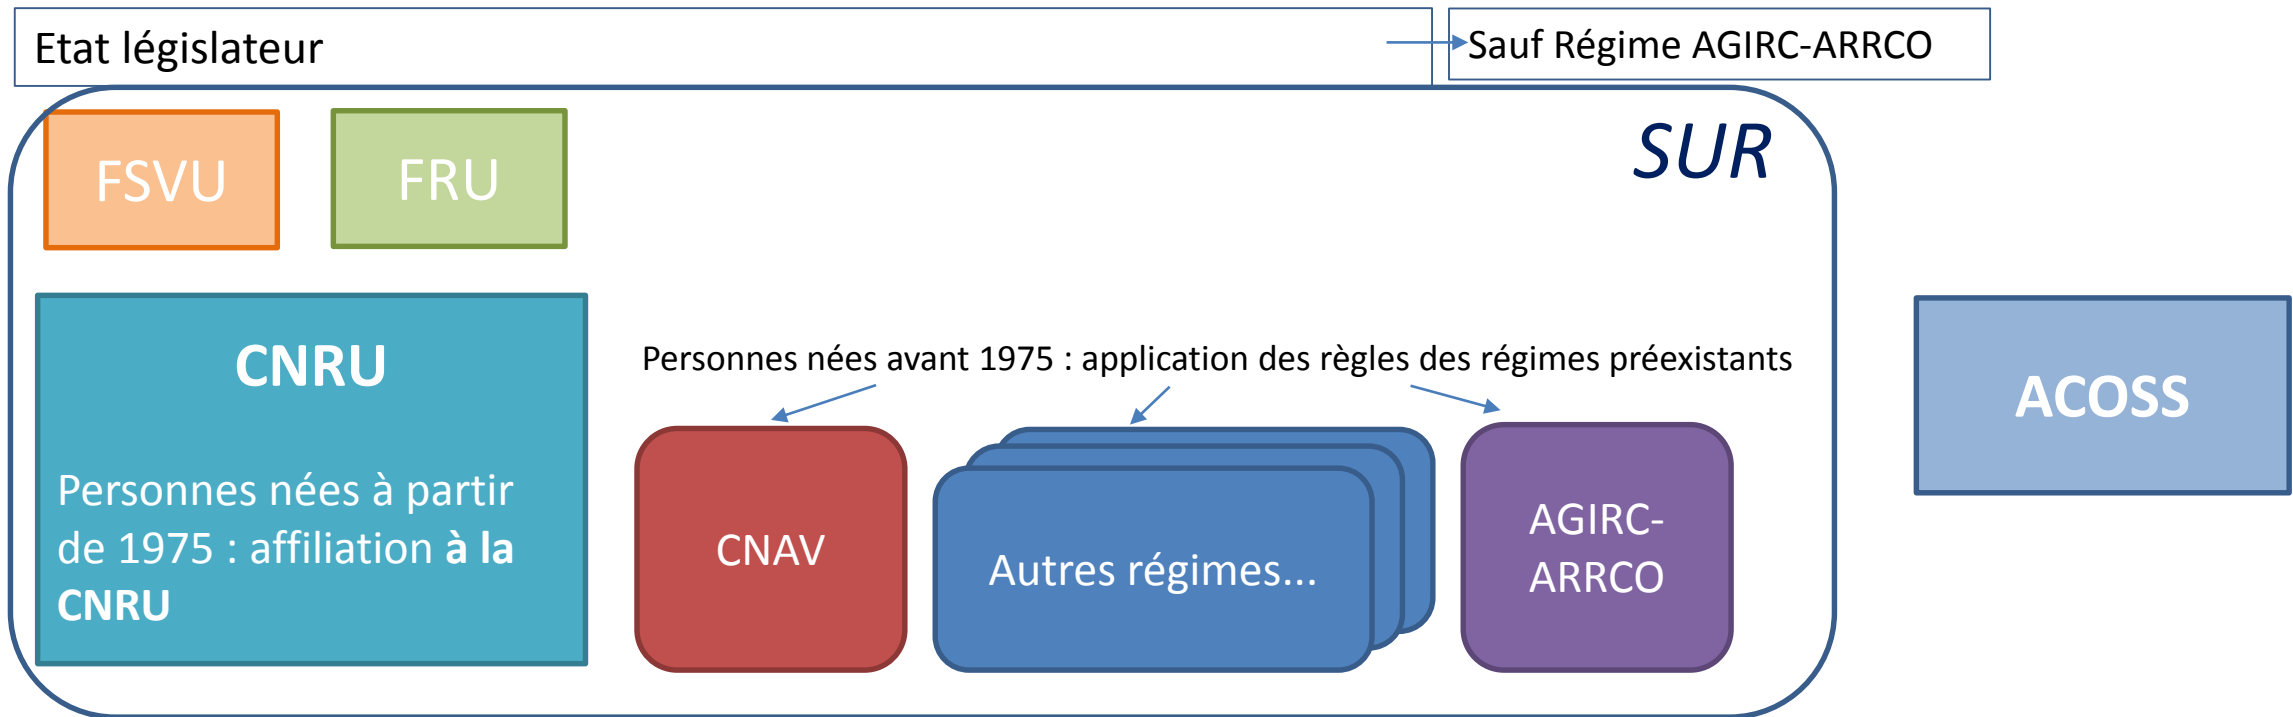 Etat législateur
Sauf Régime AGIRC-ARRCO
FSVU
FRU
SUR
CNRU
Personnes nées à partir
de 1975 : affiliation à la
CNRU
Personnes nées avant 1975 : application des règles des régimes préexistants
CNAV
Autres régimes...
AGIRC-
ARRCO
ACOSS